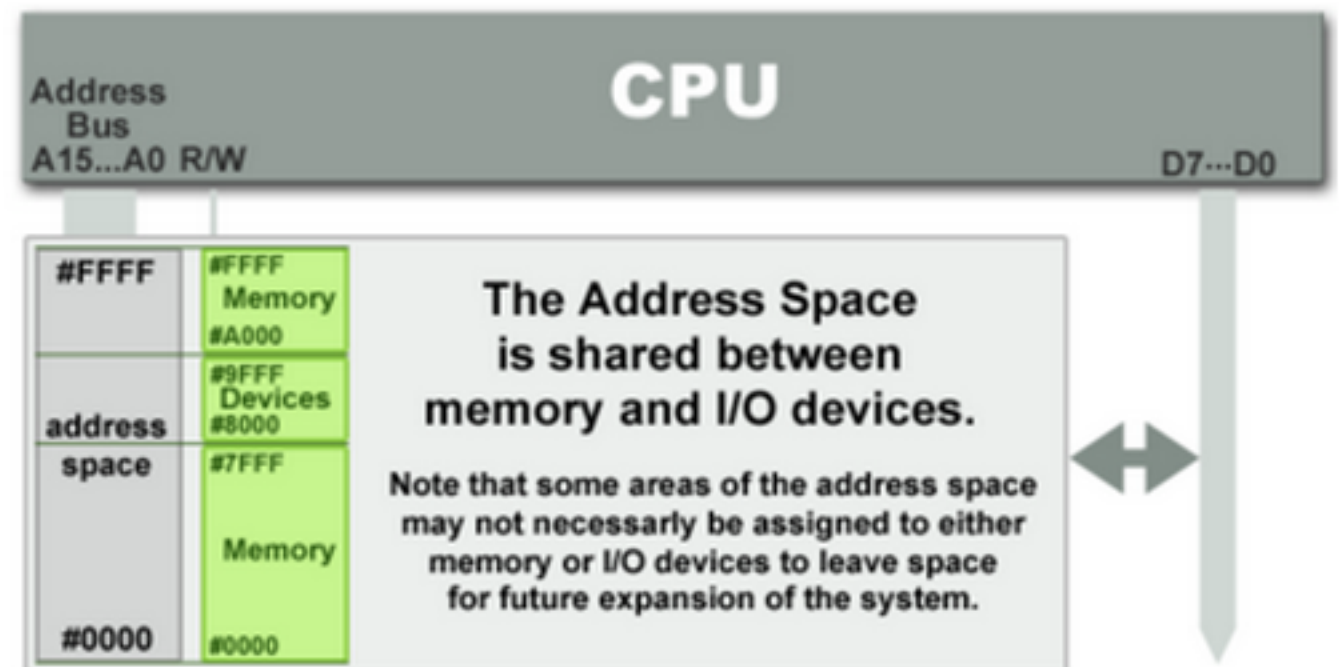 CPU
Address
Bus
A15...A0 R/W
D7...D0
#FFFF
address
space
#0000
#FFFF
Memory
#A000
#9FFF
Devices
#8000
#7FFF
Memory
#0000
The Address Space
is shared between
memory and I/O devices.
Note that some areas of the address space
may not necessarly be assigned to either
memory or I/O devices to leave space
for future expansion of the system.